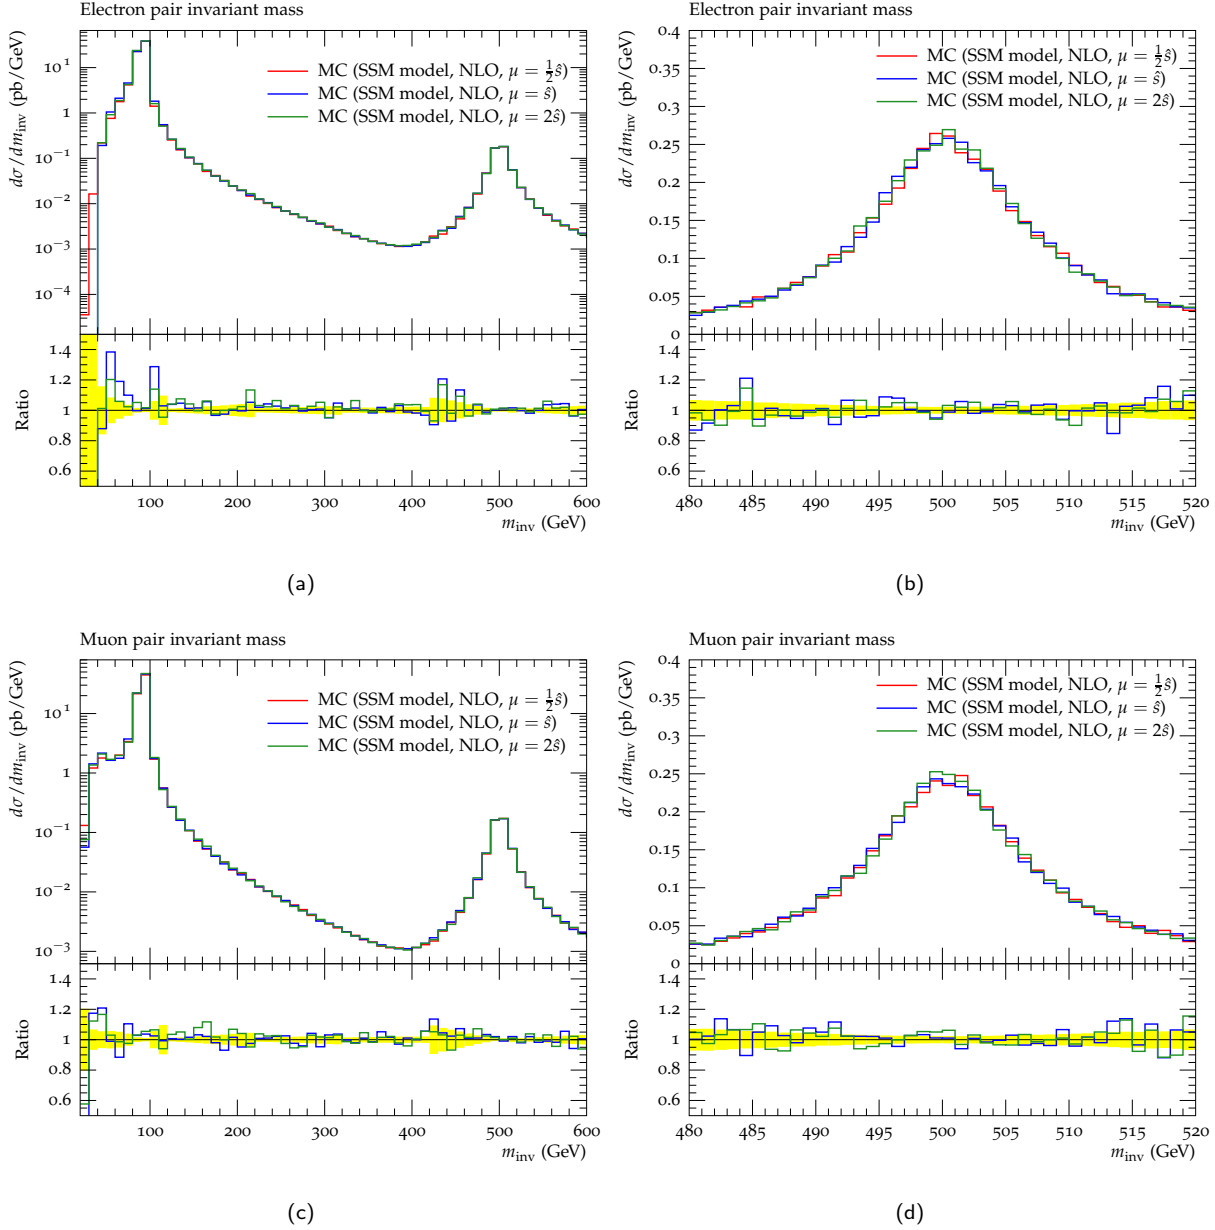 Electron pair invariant mass
dσ/dm_inv (pb/GeV)
10¹
1
10⁻¹
10⁻²
10⁻³
10⁻⁴
MC (SSM model, NLO, μ = ½ŝ)
MC (SSM model, NLO, μ = ŝ)
MC (SSM model, NLO, μ = 2ŝ)
Ratio
1.4
1.2
1
0.8
0.6
100 200 300 400 500 600
m_inv (GeV)
(a)
Electron pair invariant mass
dσ/dm_inv (pb/GeV)
0.4
0.35
0.3
0.25
0.2
0.15
0.1
0.05
0
MC (SSM model, NLO, μ = ½ŝ)
MC (SSM model, NLO, μ = ŝ)
MC (SSM model, NLO, μ = 2ŝ)
Ratio
1.4
1.2
1
0.8
0.6
480 485 490 495 500 505 510 515 520
m_inv (GeV)
(b)
Muon pair invariant mass
dσ/dm_inv (pb/GeV)
10¹
1
10⁻¹
10⁻²
10⁻³
MC (SSM model, NLO, μ = ½ŝ)
MC (SSM model, NLO, μ = ŝ)
MC (SSM model, NLO, μ = 2ŝ)
Ratio
1.4
1.2
1
0.8
0.6
100 200 300 400 500 600
m_inv (GeV)
(c)
Muon pair invariant mass
dσ/dm_inv (pb/GeV)
0.4
0.35
0.3
0.25
0.2
0.15
0.1
0.05
0
MC (SSM model, NLO, μ = ½ŝ)
MC (SSM model, NLO, μ = ŝ)
MC (SSM model, NLO, μ = 2ŝ)
Ratio
1.4
1.2
1
0.8
0.6
480 485 490 495 500 505 510 515 520
m_inv (GeV)
(d)